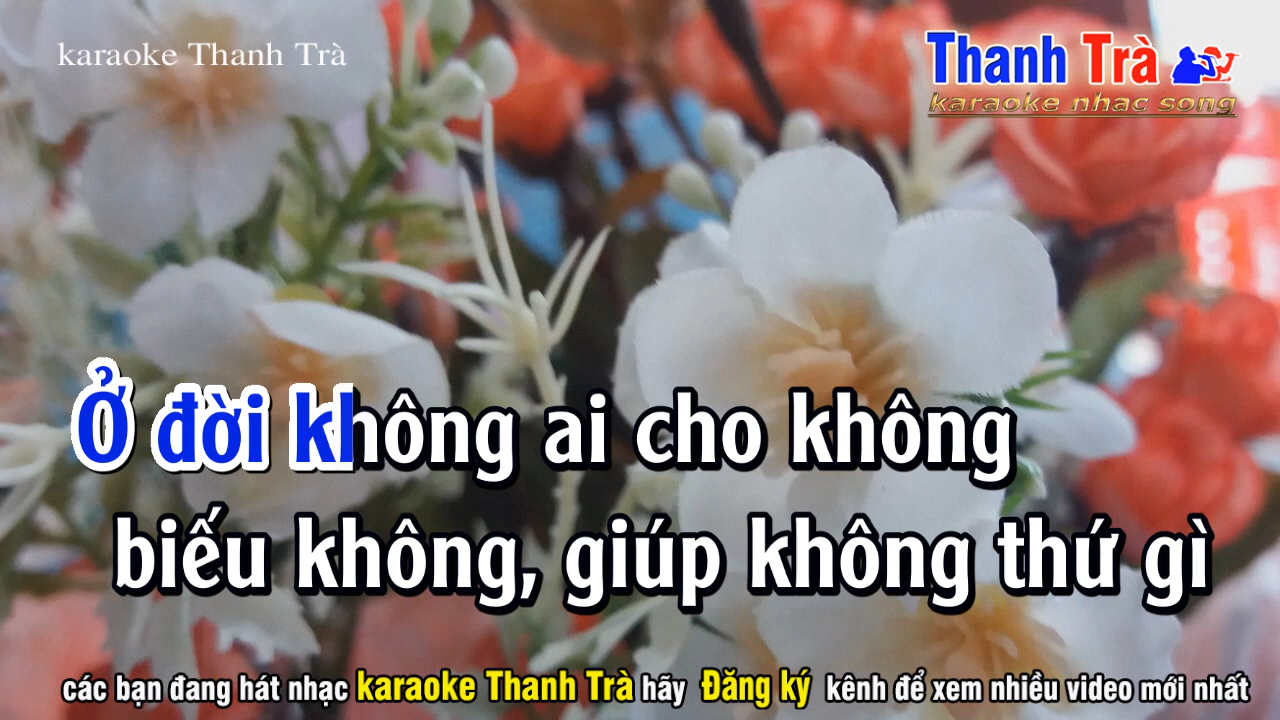 karaoke Thanh Trà
Thanh Trà
karaoke nhac song
Ở đời không ai cho không
biếu không, giúp không thứ gì
các bạn đang hát nhạc karaoke Thanh Trà hãy Đăng ký kênh để xem nhiều video mới nhất